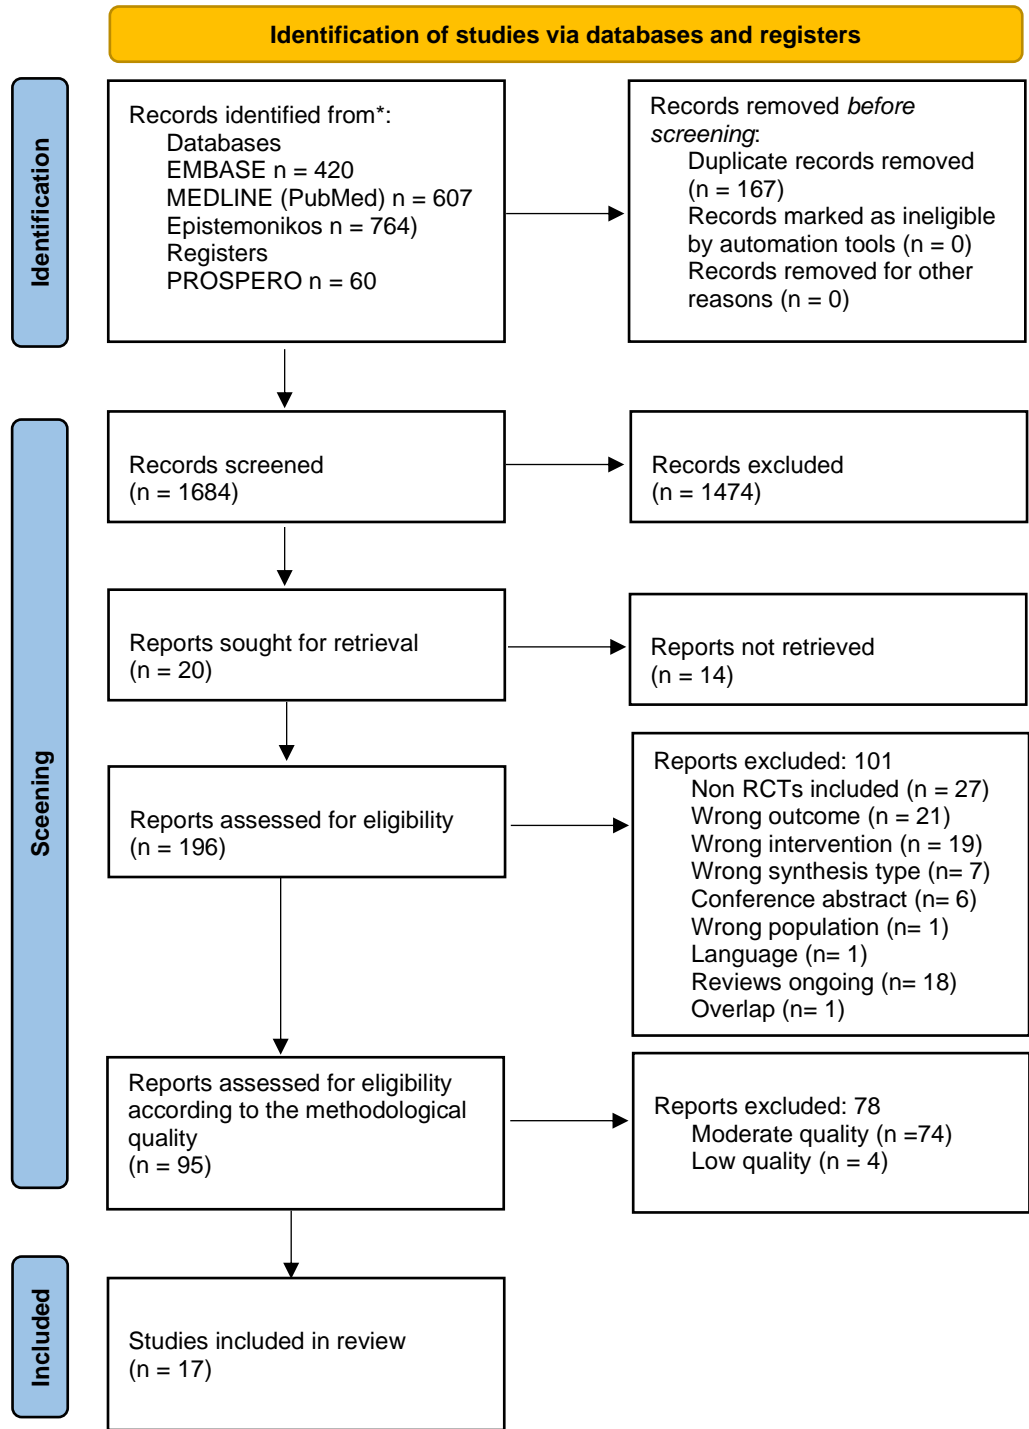 Identification of studies via databases and registers
Identification
Records identified from*:
Databases
EMBASE n = 420
MEDLINE (PubMed) n = 607
Epistemonikos n = 764)
Registers
PROSPERO n = 60
Records removed before
screening:
Duplicate records removed
(n = 167)
Records marked as ineligible
by automation tools (n = 0)
Records removed for other
reasons (n = 0)
Sceening
Records screened
(n = 1684)
Records excluded
(n = 1474)
Reports sought for retrieval
(n = 20)
Reports not retrieved
(n = 14)
Reports assessed for eligibility
(n = 196)
Reports excluded: 101
Non RCTs included (n = 27)
Wrong outcome (n = 21)
Wrong intervention (n = 19)
Wrong synthesis type (n= 7)
Conference abstract (n= 6)
Wrong population (n= 1)
Language (n= 1)
Reviews ongoing (n= 18)
Overlap (n= 1)
Reports assessed for eligibility
according to the methodological
quality
(n = 95)
Reports excluded: 78
Moderate quality (n =74)
Low quality (n = 4)
Included
Studies included in review
(n = 17)